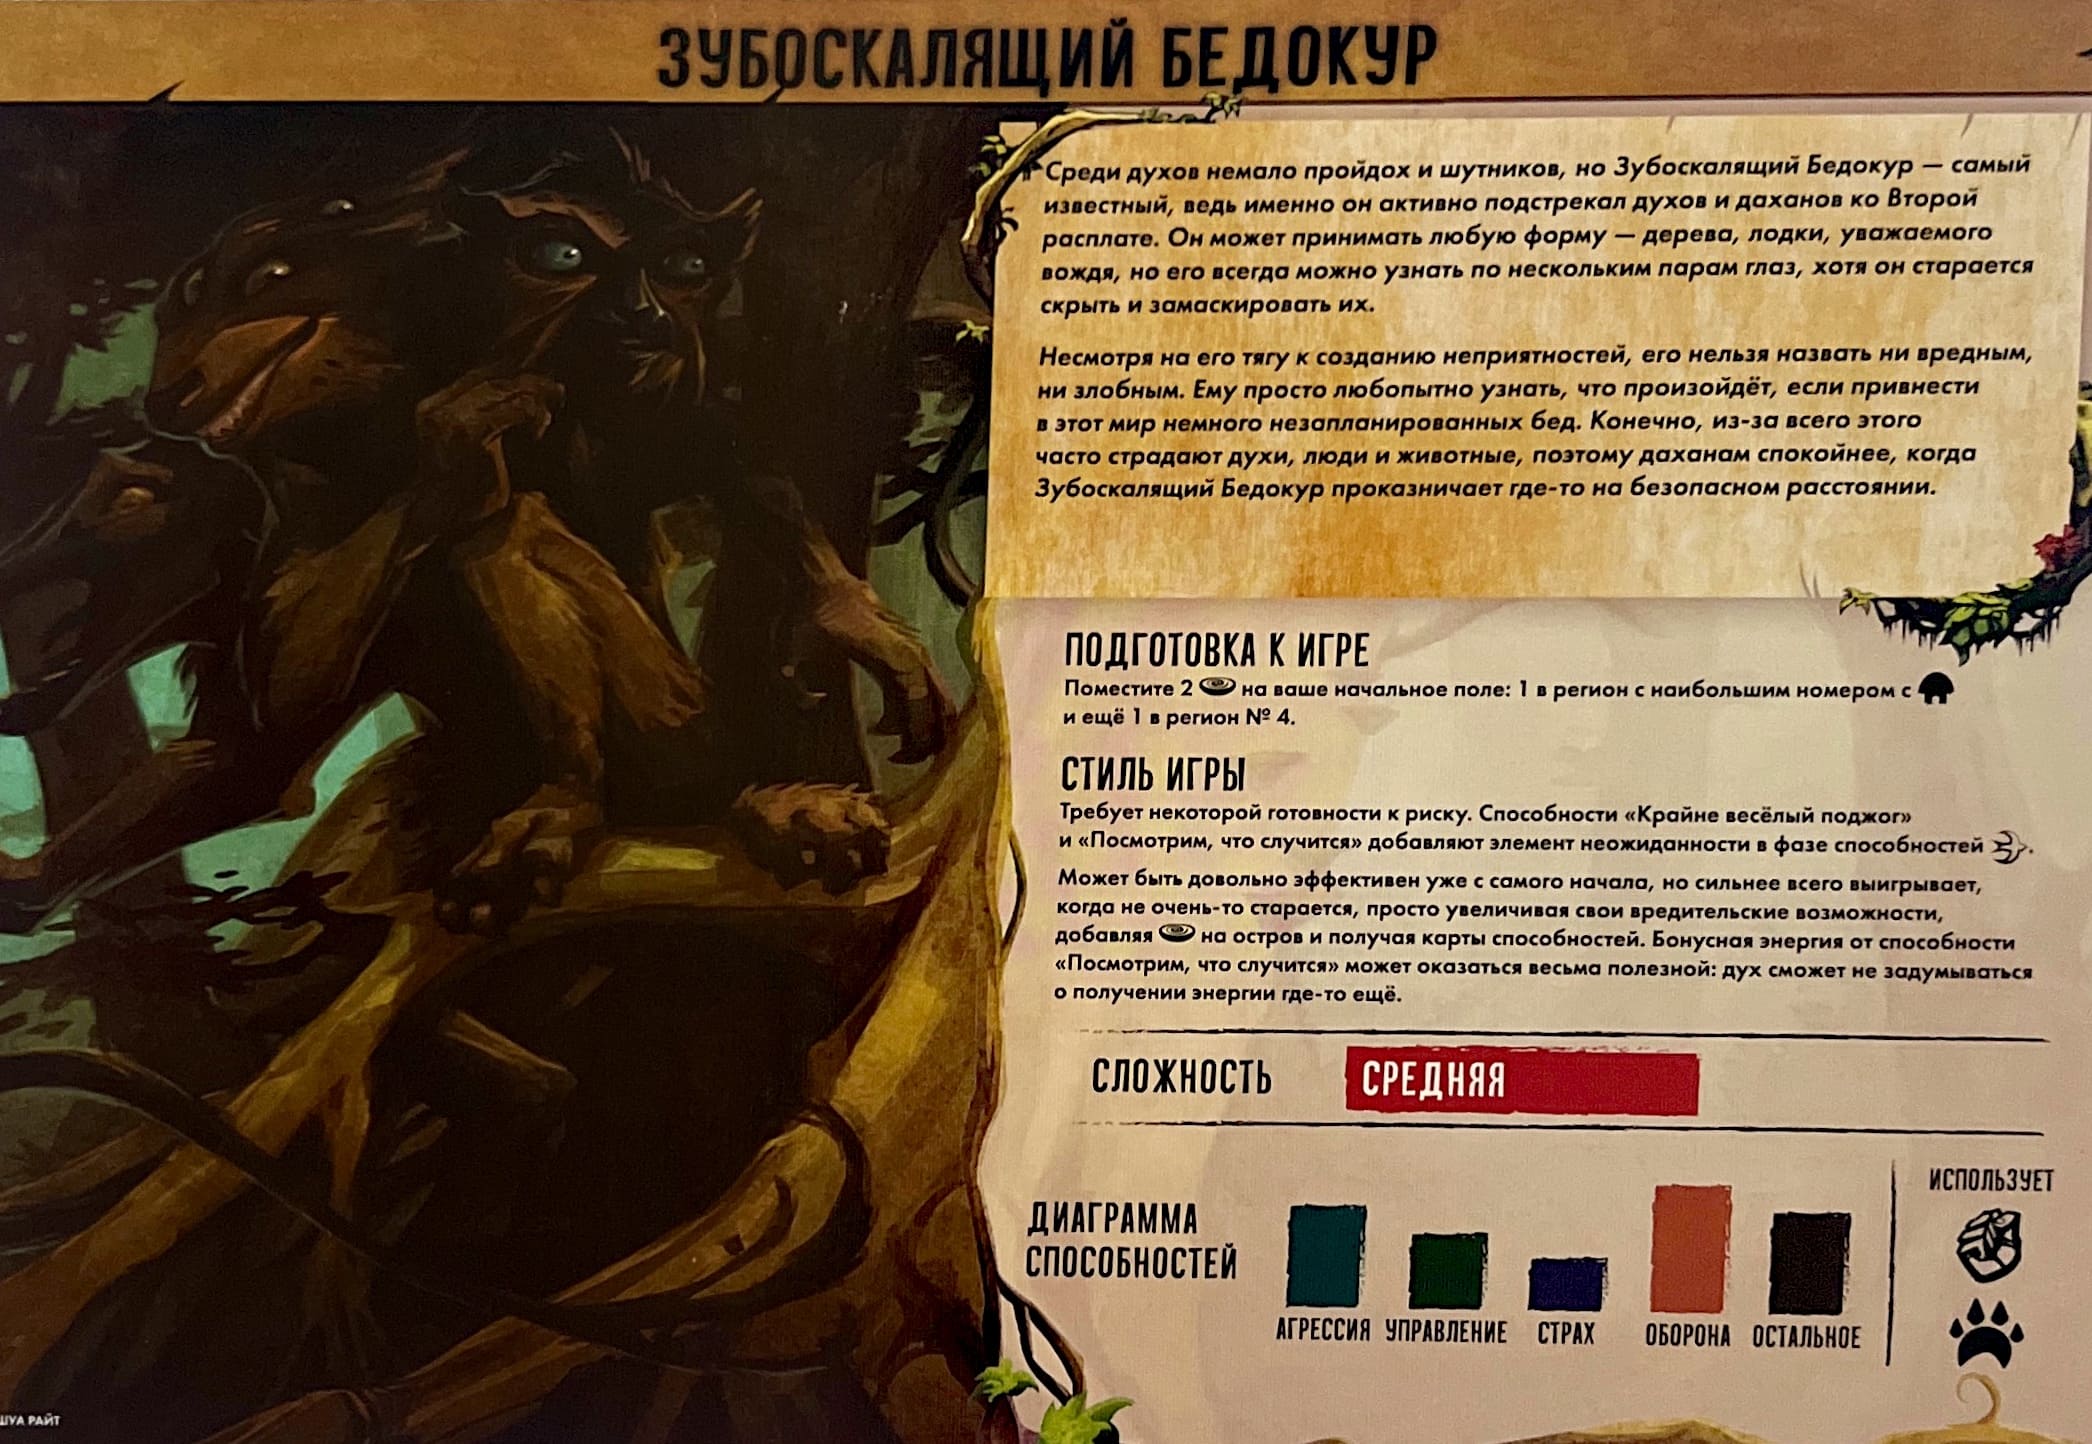 ЗУБОСКАЛЯЩИЙ БЕДОКУР
Среди духов немало пройдох и шутников, но Зубоскалящий Бедокур — самый
известный, ведь именно он активно подстрекал духов и даханов ко Второй
расплате. Он может принимать любую форму — дерева, лодки, уважаемого
вождя, но его всегда можно узнать по нескольким парам глаз, хотя он старается
скрыть и замаскировать их.
Несмотря на его тягу к созданию неприятностей, его нельзя назвать ни вредным,
ни злобным. Ему просто любопытно узнать, что произойдёт, если привнести
в этот мир немного незапланированных бед. Конечно, из-за всего этого
часто страдают духи, люди и животные, поэтому даханам спокойнее, когда
Зубоскалящий Бедокур проказничает где-то на безопасном расстоянии.
ПОДГОТОВКА К ИГРЕ
Поместите 2 на ваше начальное поле: 1 в регион с наибольшим номером с
и ещё 1 в регион № 4.
СТИЛЬ ИГРЫ
Требует некоторой готовности к риску. Способности «Крайне весёлый поджог»
и «Посмотрим, что случится» добавляют элемент неожиданности в фазе способностей .
Может быть довольно эффективен уже с самого начала, но сильнее всего выигрывает,
когда не очень-то старается, просто увеличивая свои вредительские возможности,
добавляя на остров и получая карты способностей. Бонусная энергия от способности
«Посмотрим, что случится» может оказаться весьма полезной: дух сможет не задумываться
о получении энергии где-то ещё.
СЛОЖНОСТЬ СРЕДНЯЯ
ДИАГРАММА
СПОСОБНОСТЕЙ
АГРЕССИЯ УПРАВЛЕНИЕ СТРАХ ОБОРОНА ОСТАЛЬНОЕ
ИСПОЛЬЗУЕТ
ШУА РАЙТ